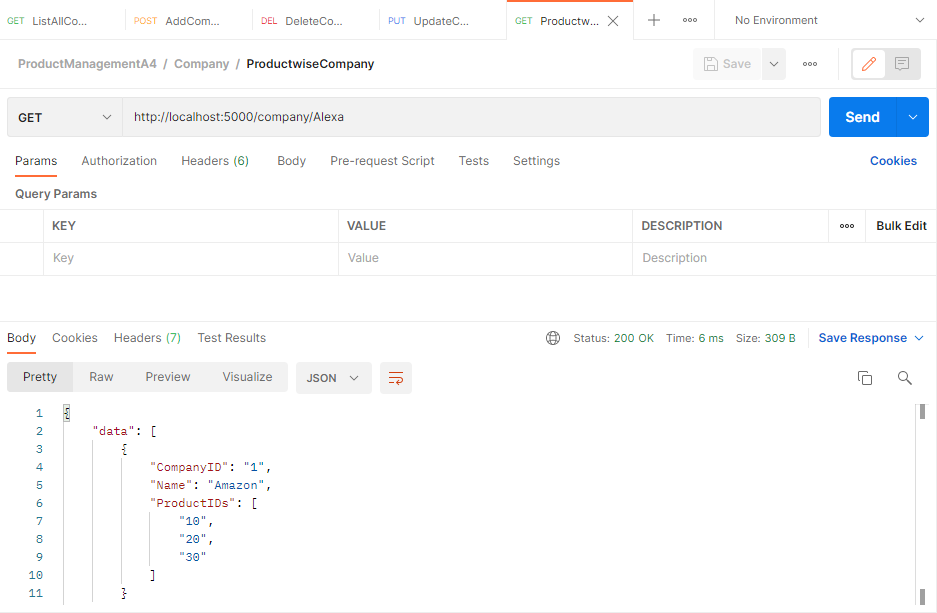 GET ListAllCo... POST AddCom... DEL DeleteCo... PUT UpdateC... GET Productw... No Environment
ProductManagementA4 / Company / ProductwiseCompany Save
GET http://localhost:5000/company/Alexa Send
Params Authorization Headers (6) Body Pre-request Script Tests Settings Cookies
Query Params
KEY VALUE DESCRIPTION Bulk Edit
Key Value Description
Body Cookies Headers (7) Test Results Status: 200 OK Time: 6 ms Size: 309 B Save Response
Pretty Raw Preview Visualize JSON
1 {
2 "data": [
3 {
4 "CompanyID": "1",
5 "Name": "Amazon",
6 "ProductIDs": [
7 "10",
8 "20",
9 "30"
10 ]
11 }